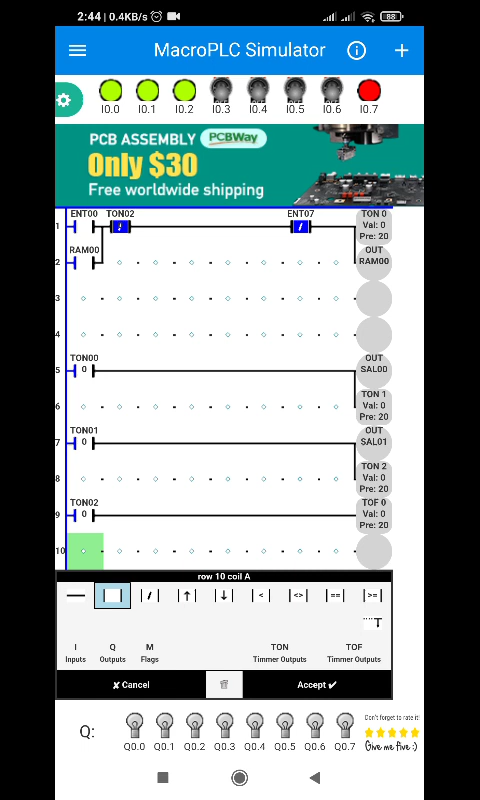 2:44 | 0.4KB/s
88
MacroPLC Simulator
I0.0 I0.1 I0.2 I0.3 I0.4 I0.5 I0.6 I0.7
PCB ASSEMBLY PCBWay
Only $30
Free worldwide shipping
ENT00 TON02 ENT07 TON 0
1 Val: 0
Pre: 20
RAM00 OUT
2 RAM00
3
4
TON00 OUT
5 0 SAL00
TON 1
6 Val: 0
Pre: 20
TON01 OUT
7 0 SAL01
TON 2
8 Val: 0
Pre: 20
TON02 TOF 0
9 0 Val: 0
Pre: 20
10
row 10 coil A
< <> == >=
I Q M TON TOF
Inputs Outputs Flags Timmer Outputs Timmer Outputs
✘ Cancel Accept ✔
Q:
Q0.0 Q0.1 Q0.2 Q0.3 Q0.4 Q0.5 Q0.6 Q0.7
Don't forget to rate it!
Give me five :)